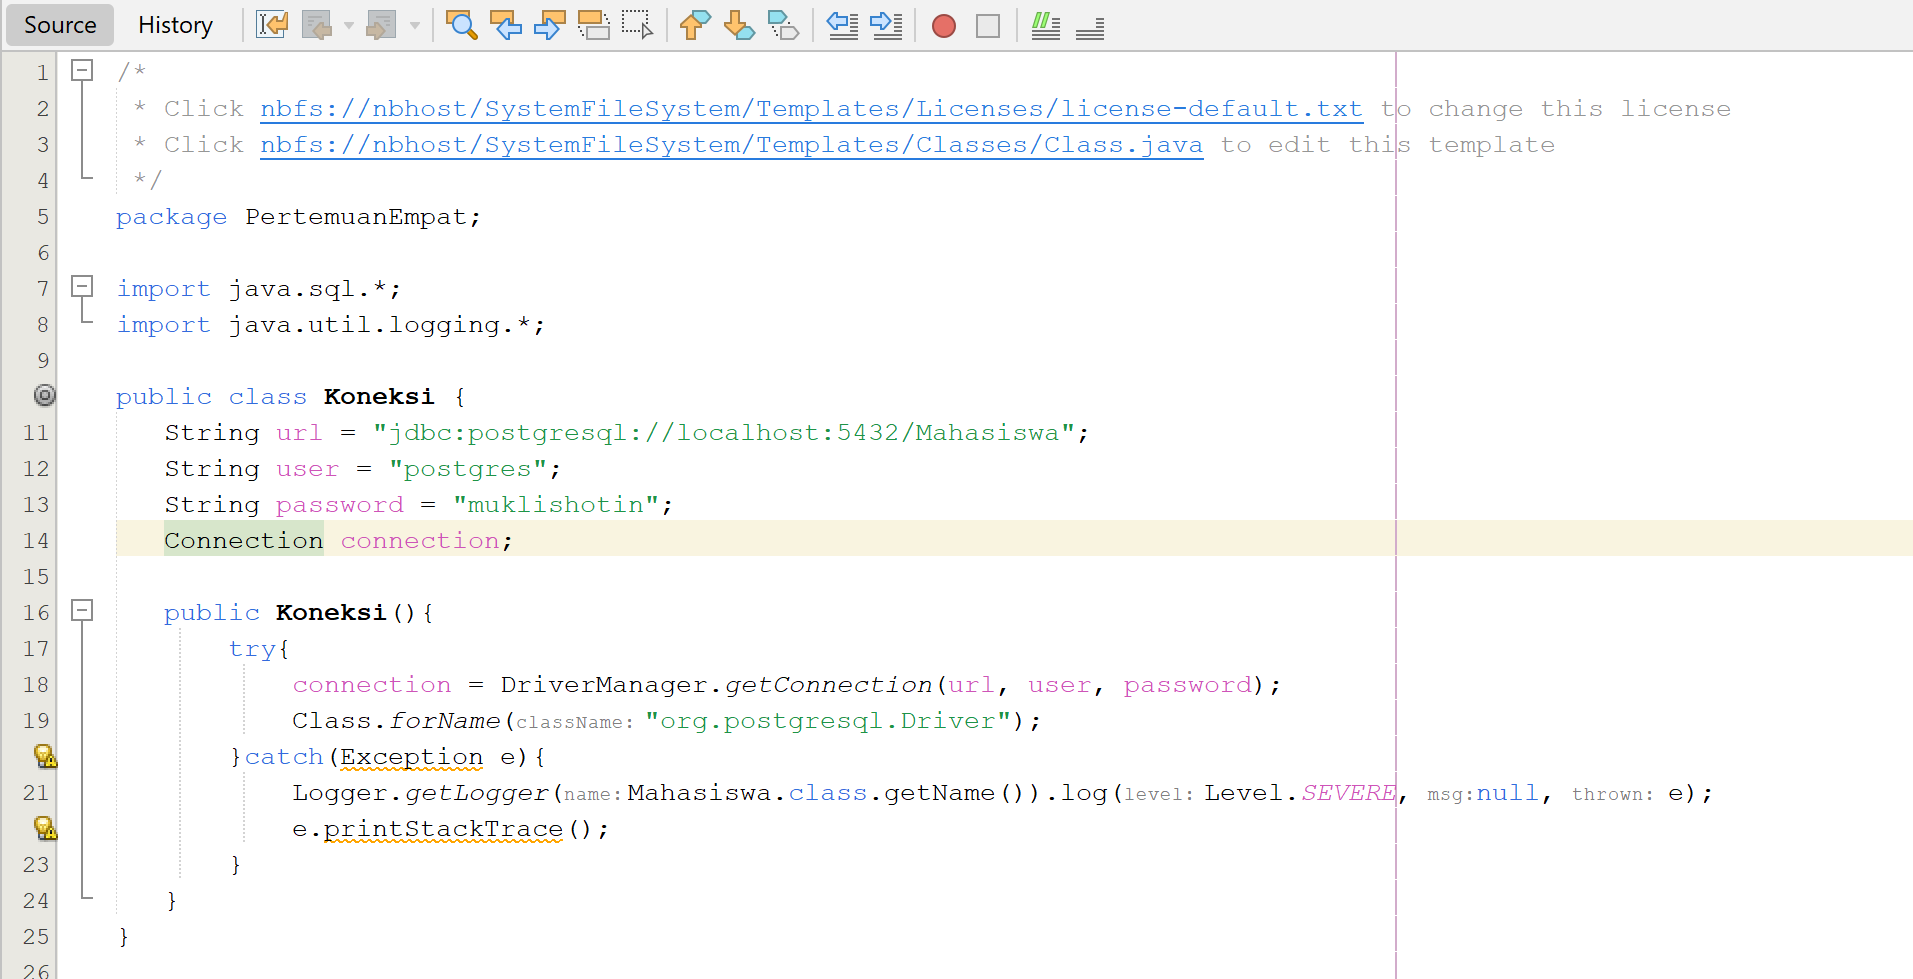 Source History
1 /*
2 * Click nbfs://nbhost/SystemFileSystem/Templates/Licenses/license-default.txt to change this license
3 * Click nbfs://nbhost/SystemFileSystem/Templates/Classes/Class.java to edit this template
4 */
5 package PertemuanEmpat;
6
7 import java.sql.*;
8 import java.util.logging.*;
9
public class Koneksi {
11 String url = "jdbc:postgresql://localhost:5432/Mahasiswa";
12 String user = "postgres";
13 String password = "muklishotin";
14 Connection connection;
15
16 public Koneksi(){
17 try{
18 connection = DriverManager.getConnection(url, user, password);
19 Class.forName(className: "org.postgresql.Driver");
}catch(Exception e){
21 Logger.getLogger(name: Mahasiswa.class.getName()).log(level: Level.SEVERE, msg: null, thrown: e);
e.printStackTrace();
23 }
24 }
25 }
26